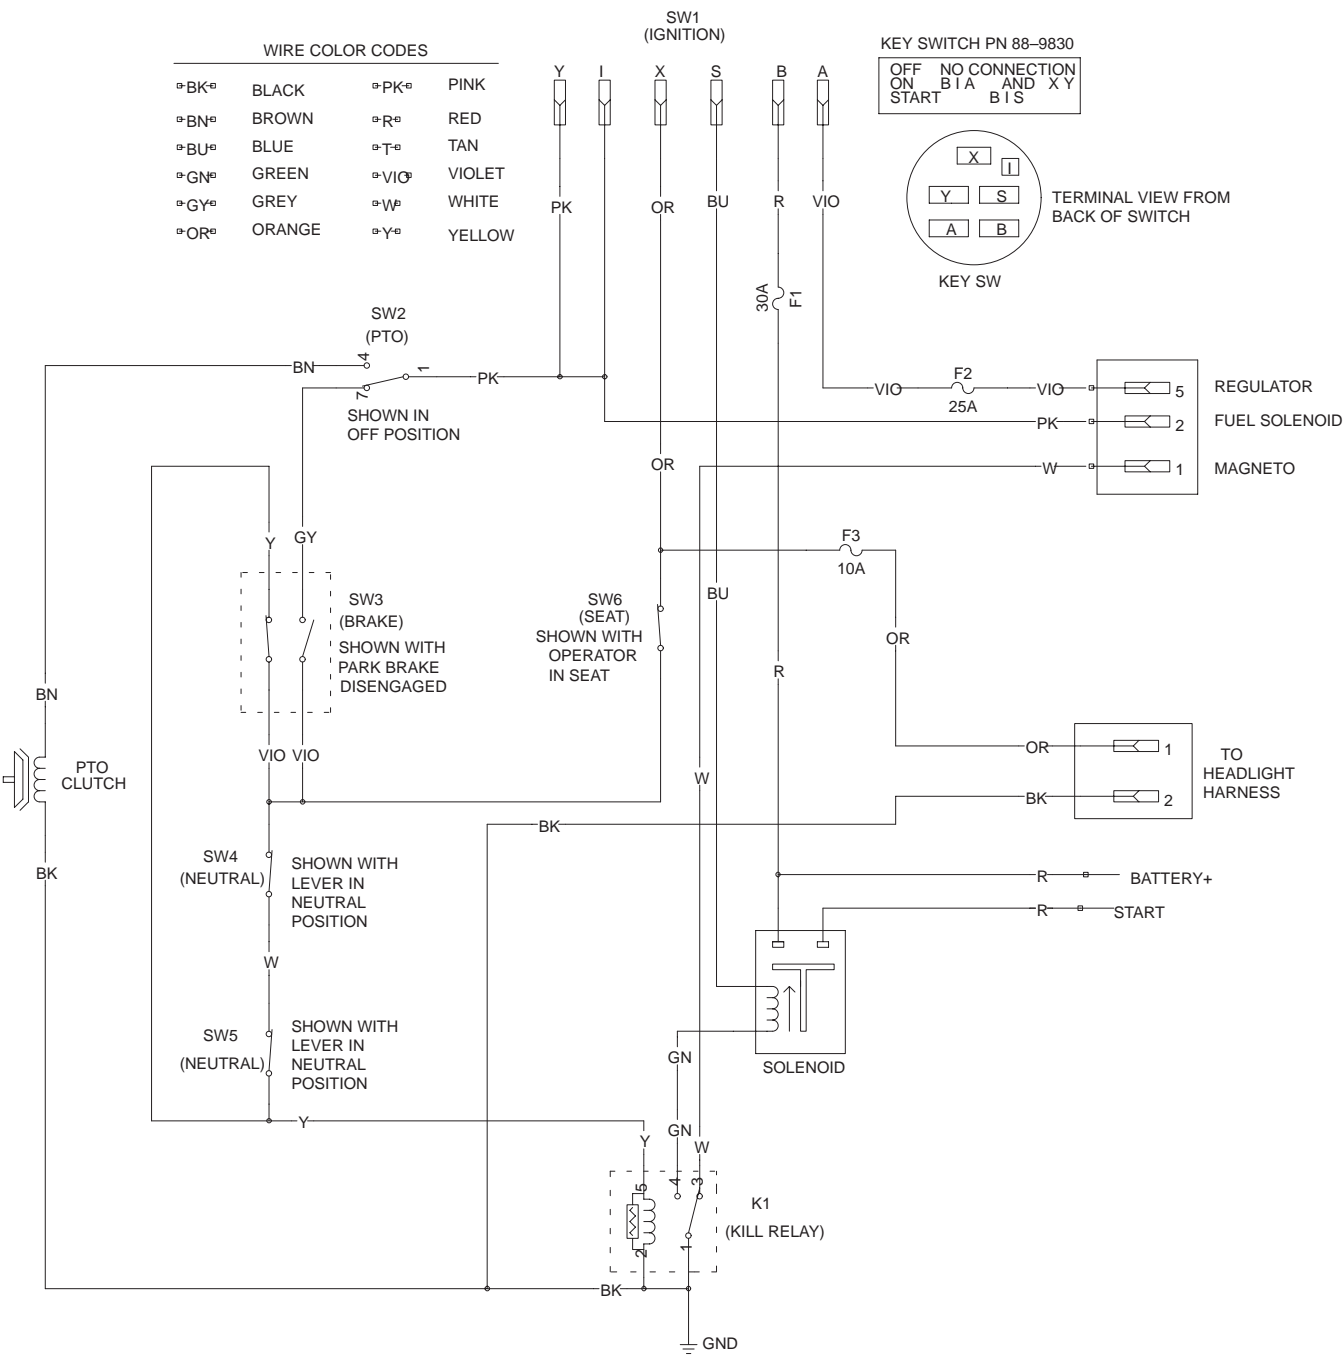 SW1
(IGNITION)
WIRE COLOR CODES
BK BLACK PK PINK
BN BROWN R RED
BU BLUE T TAN
GN GREEN VIO VIOLET
GY GREY W WHITE
OR ORANGE Y YELLOW
Y I X S B A
KEY SWITCH PN 88–9830
OFF NO CONNECTION
ON B I A AND X Y
START B I S
X
I
Y S
A B
TERMINAL VIEW FROM
BACK OF SWITCH
KEY SW
PK OR BU R VIO
30A
F1
SW2
(PTO)
BN
4
1
7
PK
SHOWN IN
OFF POSITION
VIO
F2
25A
VIO
5
REGULATOR
PK
2
FUEL SOLENOID
W
1
MAGNETO
OR
Y
GY
F3
10A
SW3
(BRAKE)
SHOWN WITH
PARK BRAKE
DISENGAGED
SW6
(SEAT)
SHOWN WITH
OPERATOR
IN SEAT
BU
OR
R
BN
VIO VIO
PTO
CLUTCH
W
OR
1
TO
HEADLIGHT
HARNESS
BK
2
BK
BK
SW4
(NEUTRAL)
SHOWN WITH
LEVER IN
NEUTRAL
POSITION
R
BATTERY+
R
START
W
SW5
(NEUTRAL)
SHOWN WITH
LEVER IN
NEUTRAL
POSITION
GN
SOLENOID
Y
Y
GN
W
5
4
3
2
1
K1
(KILL RELAY)
BK
GND